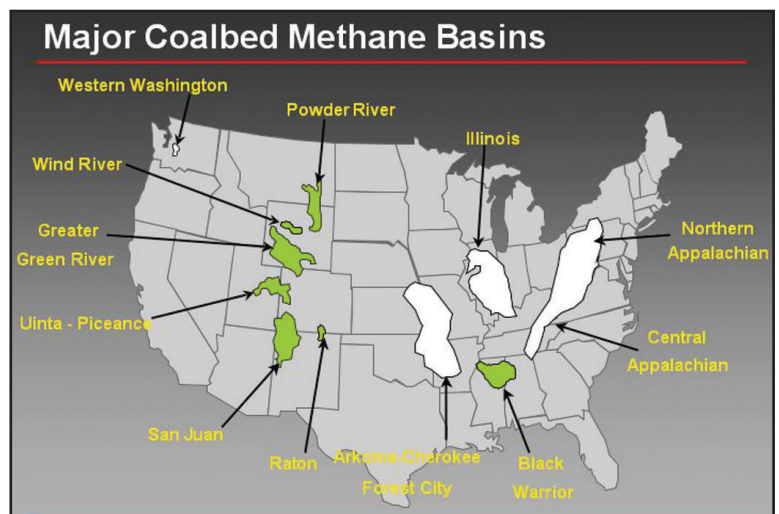 Major Coalbed Methane Basins
Western Washington
Powder River
Illinois
Wind River
Greater
Green River
Northern
Appalachian
Uinta - Piceance
Central
Appalachian
San Juan
Raton
Arkoma-Cherokee
Forest City
Black
Warrior